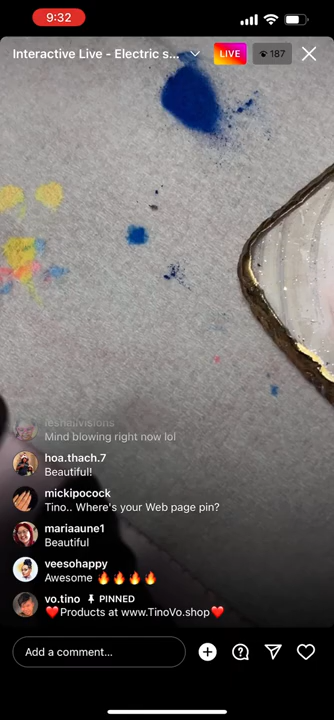 9:32
Interactive Live - Electric s...
LIVE
187
leshailvisions
Mind blowing right now lol
hoa.thach.7
Beautiful!
mickipocock
Tino.. Where's your Web page pin?
mariaaune1
Beautiful
veesohappy
Awesome 🔥🔥🔥🔥
vo.tino PINNED
❤️Products at www.TinoVo.shop❤️
Add a comment...